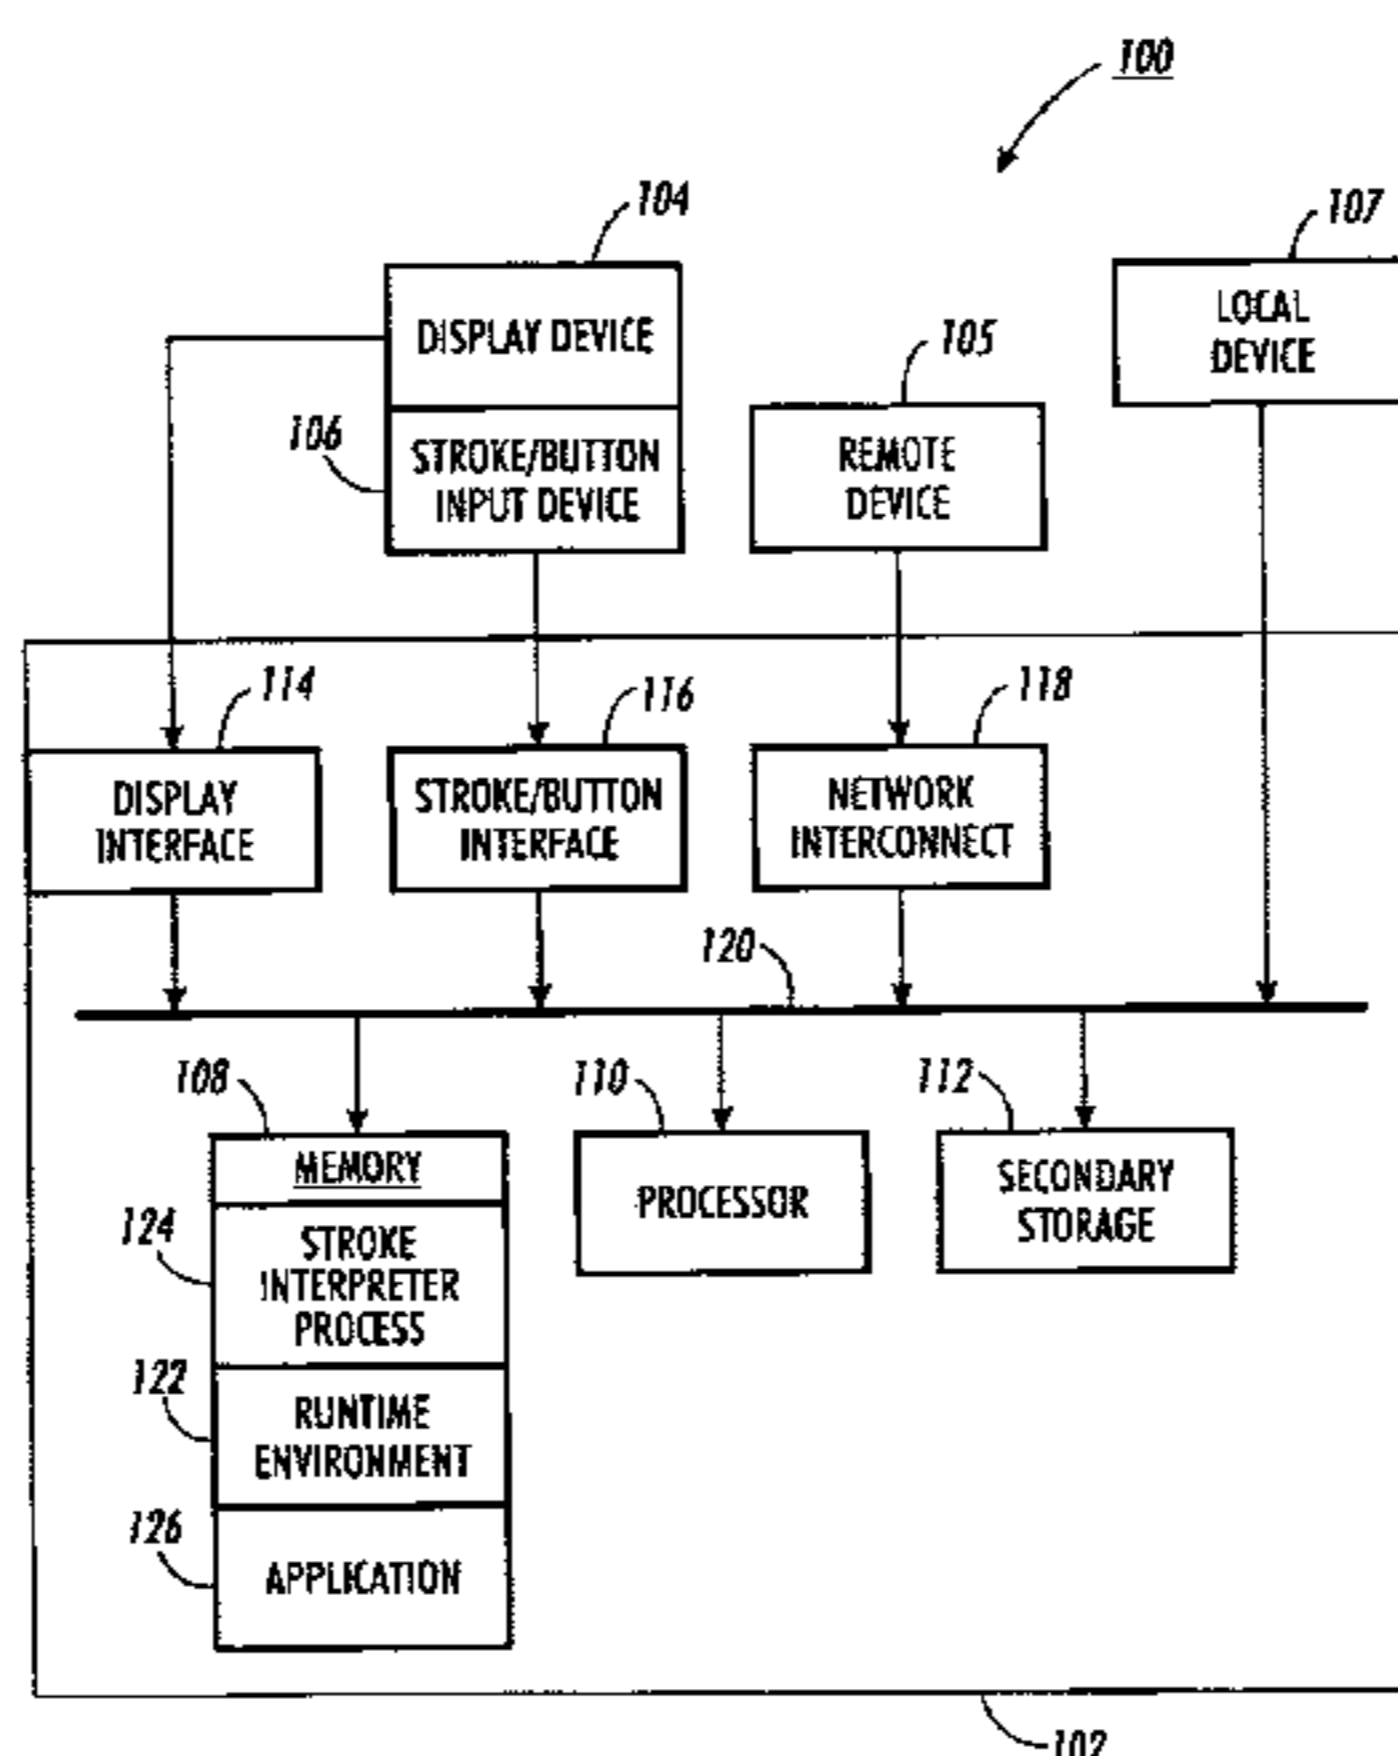 100
104
107
DISPLAY DEVICE
LOCAL
DEVICE
105
106
STROKE/BUTTON
INPUT DEVICE
REMOTE
DEVICE
114
116
118
DISPLAY
INTERFACE
STROKE/BUTTON
INTERFACE
NETWORK
INTERCONNECT
120
108
110
112
MEMORY
PROCESSOR
SECONDARY
STORAGE
124
STROKE
INTERPRETER
PROCESS
122
RUNTIME
ENVIRONMENT
126
APPLICATION
102